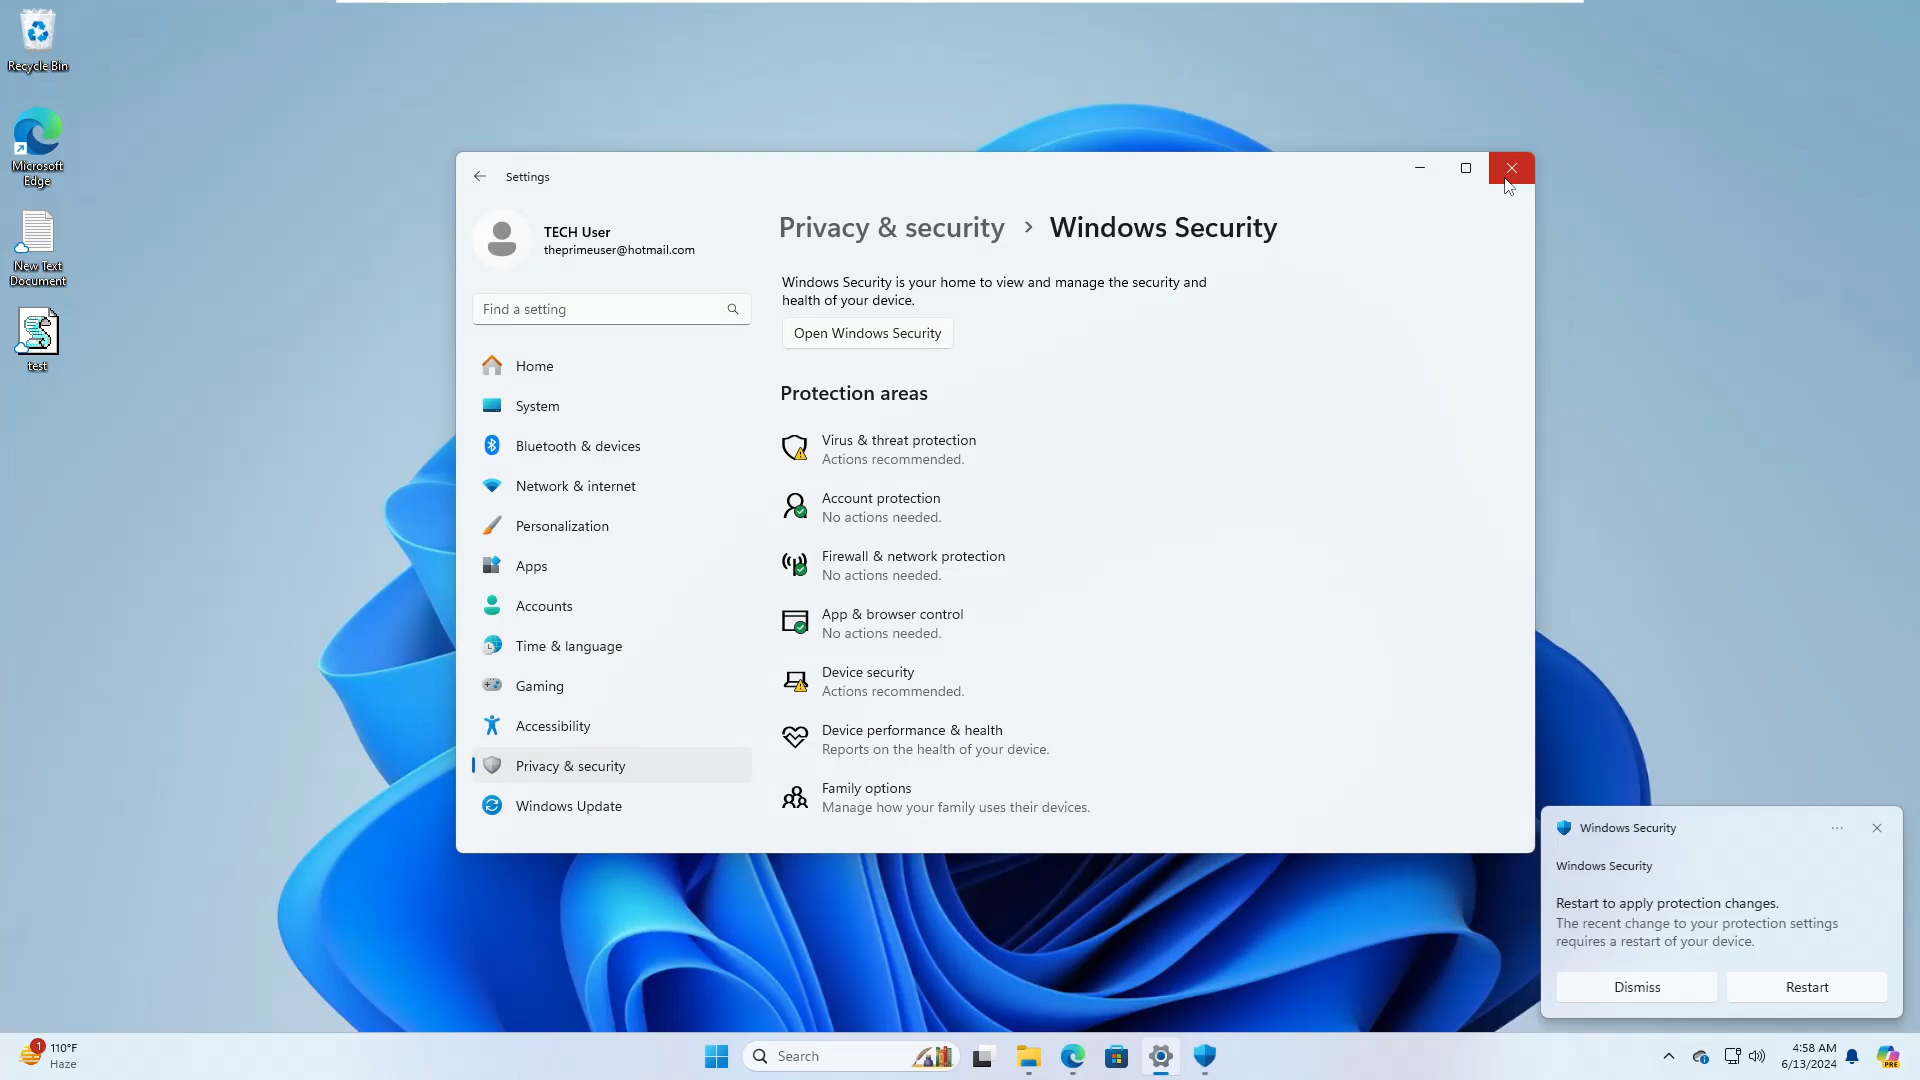 Recycle Bin
Microsoft
Edge
New Text
Document
test
Settings
TECH User
theprimeuser@hotmail.com
Find a setting
Home
System
Bluetooth & devices
Network & internet
Personalization
Apps
Accounts
Time & language
Gaming
Accessibility
Privacy & security
Windows Update
Privacy & security › Windows Security
Windows Security is your home to view and manage the security and
health of your device.
Open Windows Security
Protection areas
Virus & threat protection
Actions recommended.
Account protection
No actions needed.
Firewall & network protection
No actions needed.
App & browser control
No actions needed.
Device security
Actions recommended.
Device performance & health
Reports on the health of your device.
Family options
Manage how your family uses their devices.
Windows Security
Windows Security
Restart to apply protection changes.
The recent change to your protection settings
requires a restart of your device.
Dismiss
Restart
1
110°F
Haze
Search
4:58 AM
6/13/2024
PRE